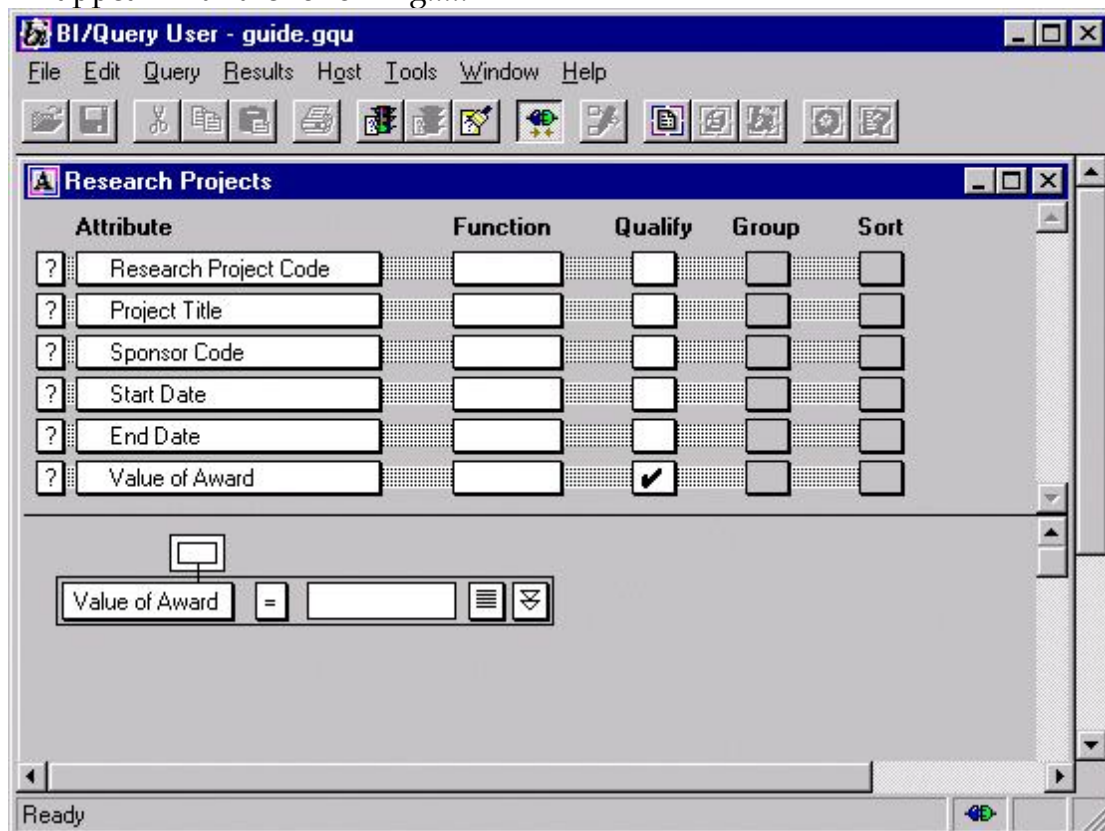 BI/Query User - guide.gqu
File Edit Query Results Host Tools Window Help
Research Projects
Attribute Function Qualify Group Sort
? Research Project Code
? Project Title
? Sponsor Code
? Start Date
? End Date
? Value of Award ✔
Value of Award =
Ready